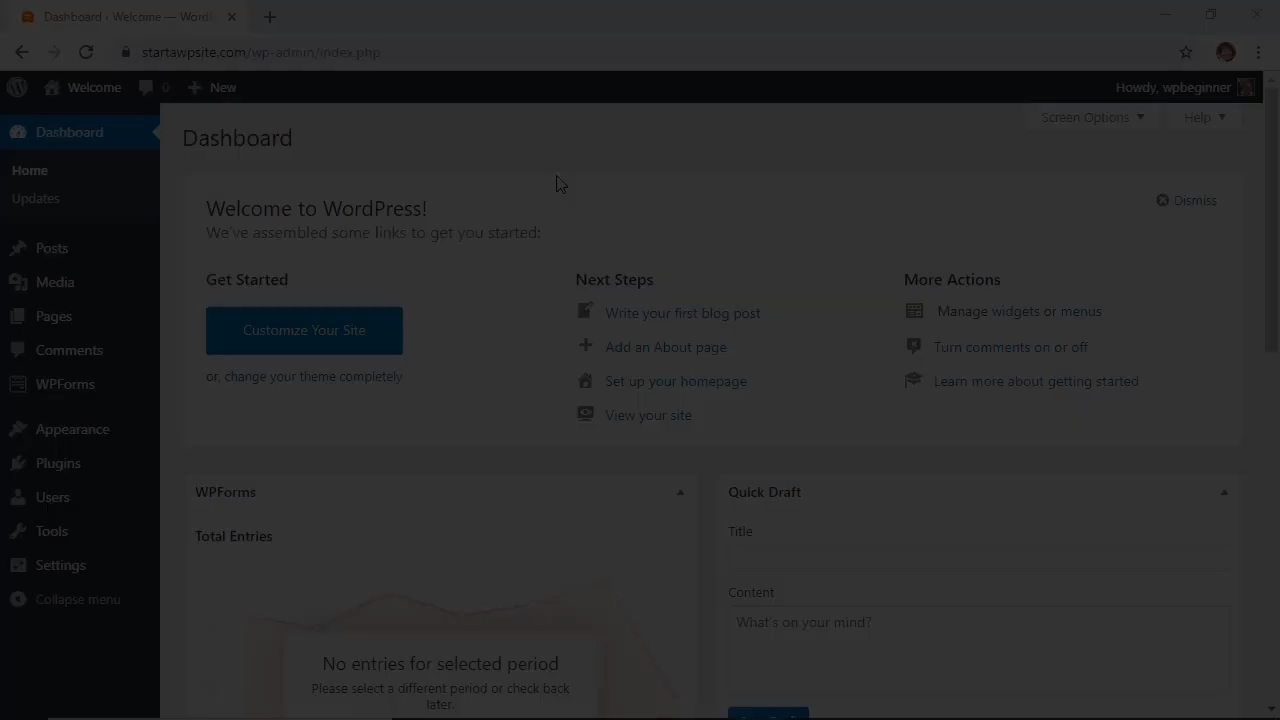 Dashboard ‹ Welcome — Word
startawpsite.com/wp-admin/index.php
Welcome 0 New Howdy, wpbeginner
Dashboard
Home
Updates
Posts
Media
Pages
Comments
WPForms
Appearance
Plugins
Users
Tools
Settings
Collapse menu
Screen Options Help
Dashboard
Welcome to WordPress!
We've assembled some links to get you started:
Dismiss
Get Started
Customize Your Site
or, change your theme completely
Next Steps
Write your first blog post
Add an About page
Set up your homepage
View your site
More Actions
Manage widgets or menus
Turn comments on or off
Learn more about getting started
WPForms
Total Entries
No entries for selected period
Please select a different period or check back
later.
Quick Draft
Title
Content
What's on your mind?